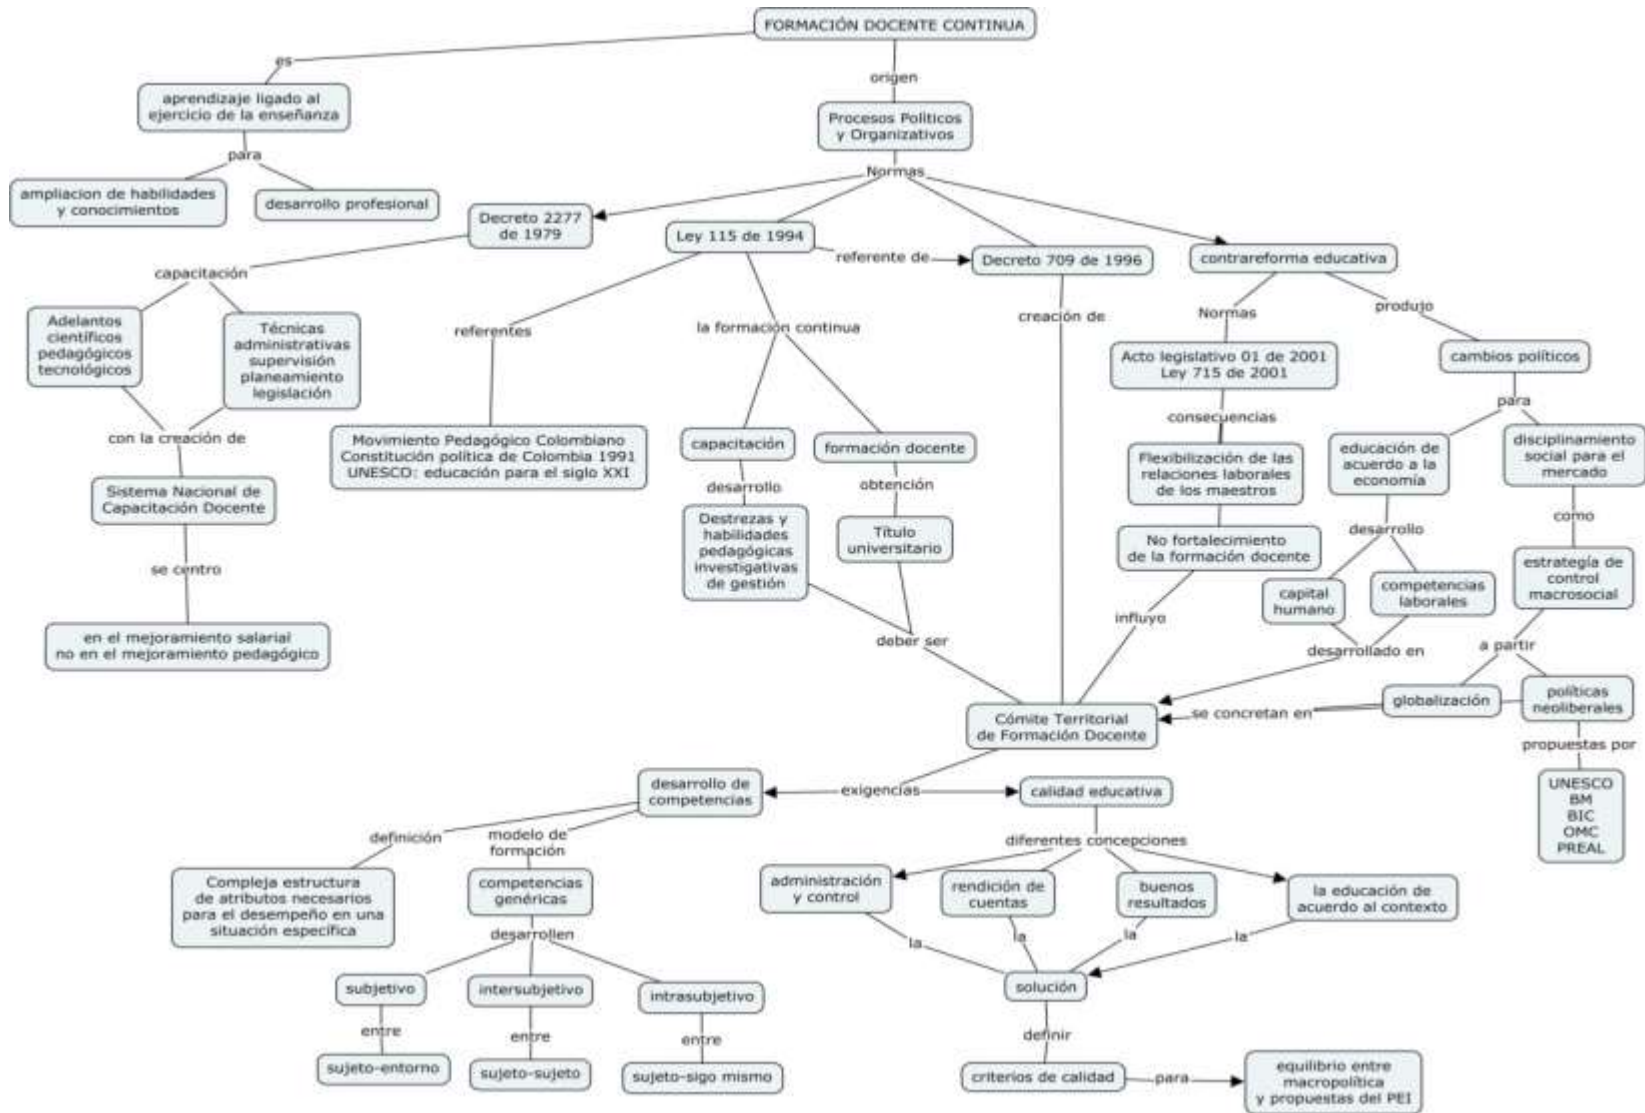 FORMACIÓN DOCENTE CONTINUA
es
origen
aprendizaje ligado al
ejercicio de la enseñanza
Procesos Políticos
y Organizativos
para
Normas
ampliacion de habilidades
y conocimientos
desarrollo profesional
Decreto 2277
de 1979
Ley 115 de 1994
referente de
Decreto 709 de 1996
contrareforma educativa
capacitación
Adelantos
científicos
pedagógicos
tecnológicos
Técnicas
administrativas
supervisión
planeamiento
legislación
referentes
la formación continua
creación de
Normas
produjo
Acto legislativo 01 de 2001
Ley 715 de 2001
cambios políticos
consecuencias
para
con la creación de
Movimiento Pedagógico Colombiano
Constitución política de Colombia 1991
UNESCO: educación para el siglo XXI
capacitación
formación docente
Flexibilización de las
relaciones laborales
de los maestros
educación de
acuerdo a la
economía
disciplinamiento
social para el
mercado
Sistema Nacional de
Capacitación Docente
desarrollo
obtención
Destrezas y
habilidades
pedagógicas
investigativas
de gestión
Título
universitario
No fortalecimiento
de la formación docente
desarrollo
como
se centro
capital
humano
competencias
laborales
estrategía de
control
macrosocial
en el mejoramiento salarial
no en el mejoramiento pedagógico
deber ser
influyo
desarrollado en
a partir
Cómite Territorial
de Formación Docente
se concretan en
globalización
políticas
neoliberales
propuestas por
UNESCO
BM
BIC
OMC
PREAL
desarrollo de
competencias
exigencias
calidad educativa
definición
modelo de
formación
diferentes concepciones
Compleja estructura
de atributos necesarios
para el desempeño en una
situación específica
competencias
genéricas
administración
y control
rendición de
cuentas
buenos
resultados
la educación de
acuerdo al contexto
desarrollen
la
la
la
la
subjetivo
intersubjetivo
intrasubjetivo
solución
entre
entre
entre
definir
sujeto-entorno
sujeto-sujeto
sujeto-sigo mismo
criterios de calidad
para
equilibrio entre
macropolítica
y propuestas del PEI